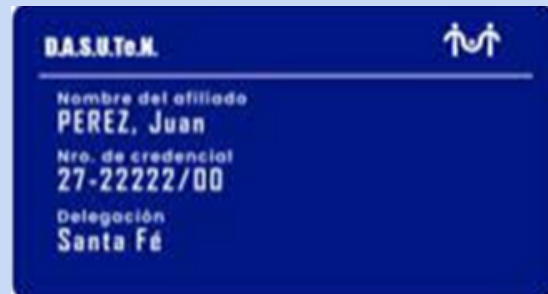 D.A.S.U.Te.N.
Nombre del afiliado
PEREZ, Juan
Nro. de credencial
27-22222/00
Delegación
Santa Fé